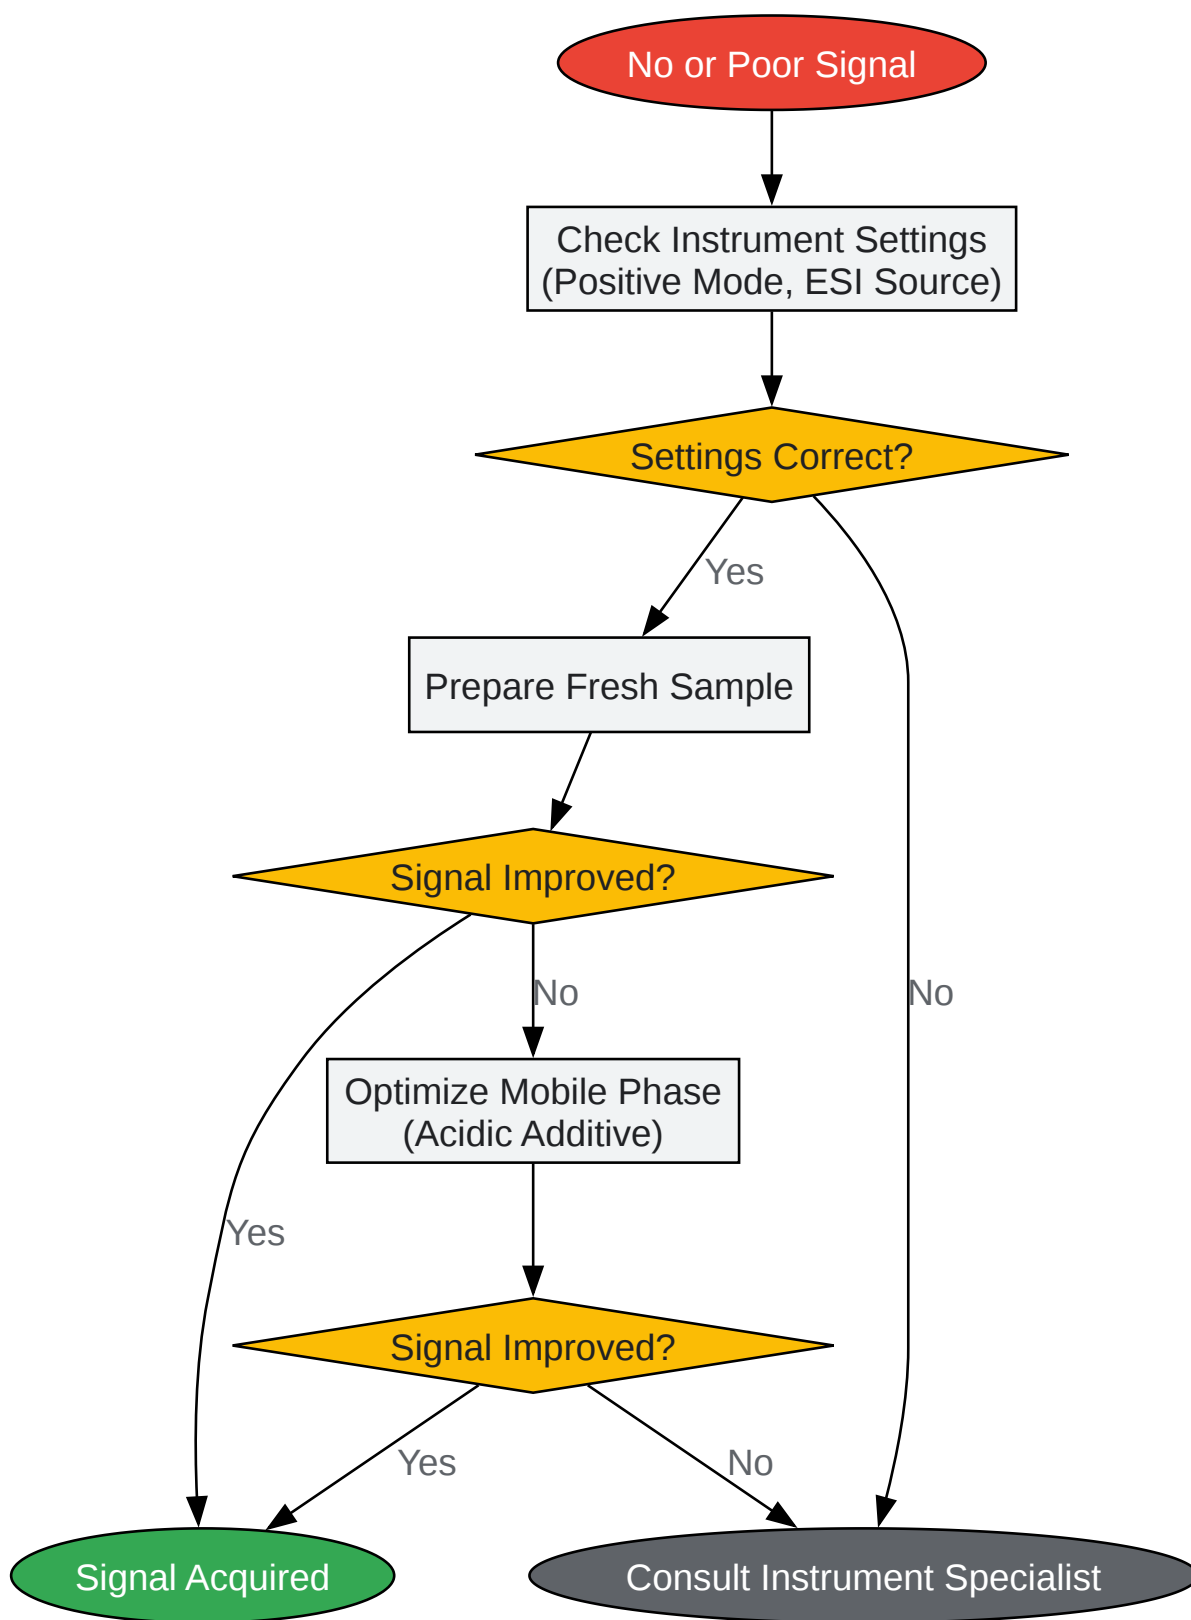 No or Poor Signal
Check Instrument Settings
(Positive Mode, ESI Source)
Settings Correct?
Yes
Prepare Fresh Sample
Signal Improved?
No
No
Optimize Mobile Phase
(Acidic Additive)
Yes
Signal Improved?
Yes
No
Signal Acquired
Consult Instrument Specialist